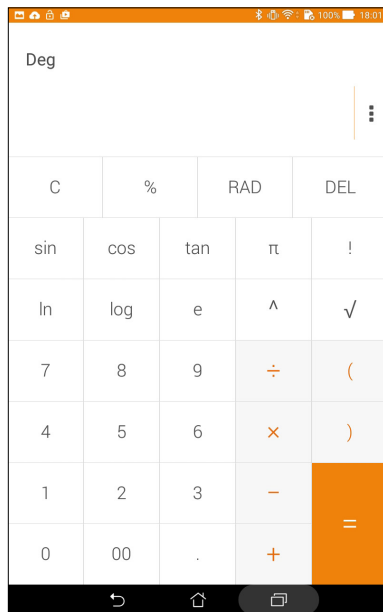 100% 18:01
Deg
C % RAD DEL
sin cos tan π !
ln log e ^ √
7 8 9 ÷ (
4 5 6 × )
1 2 3 −
=
0 00 . +